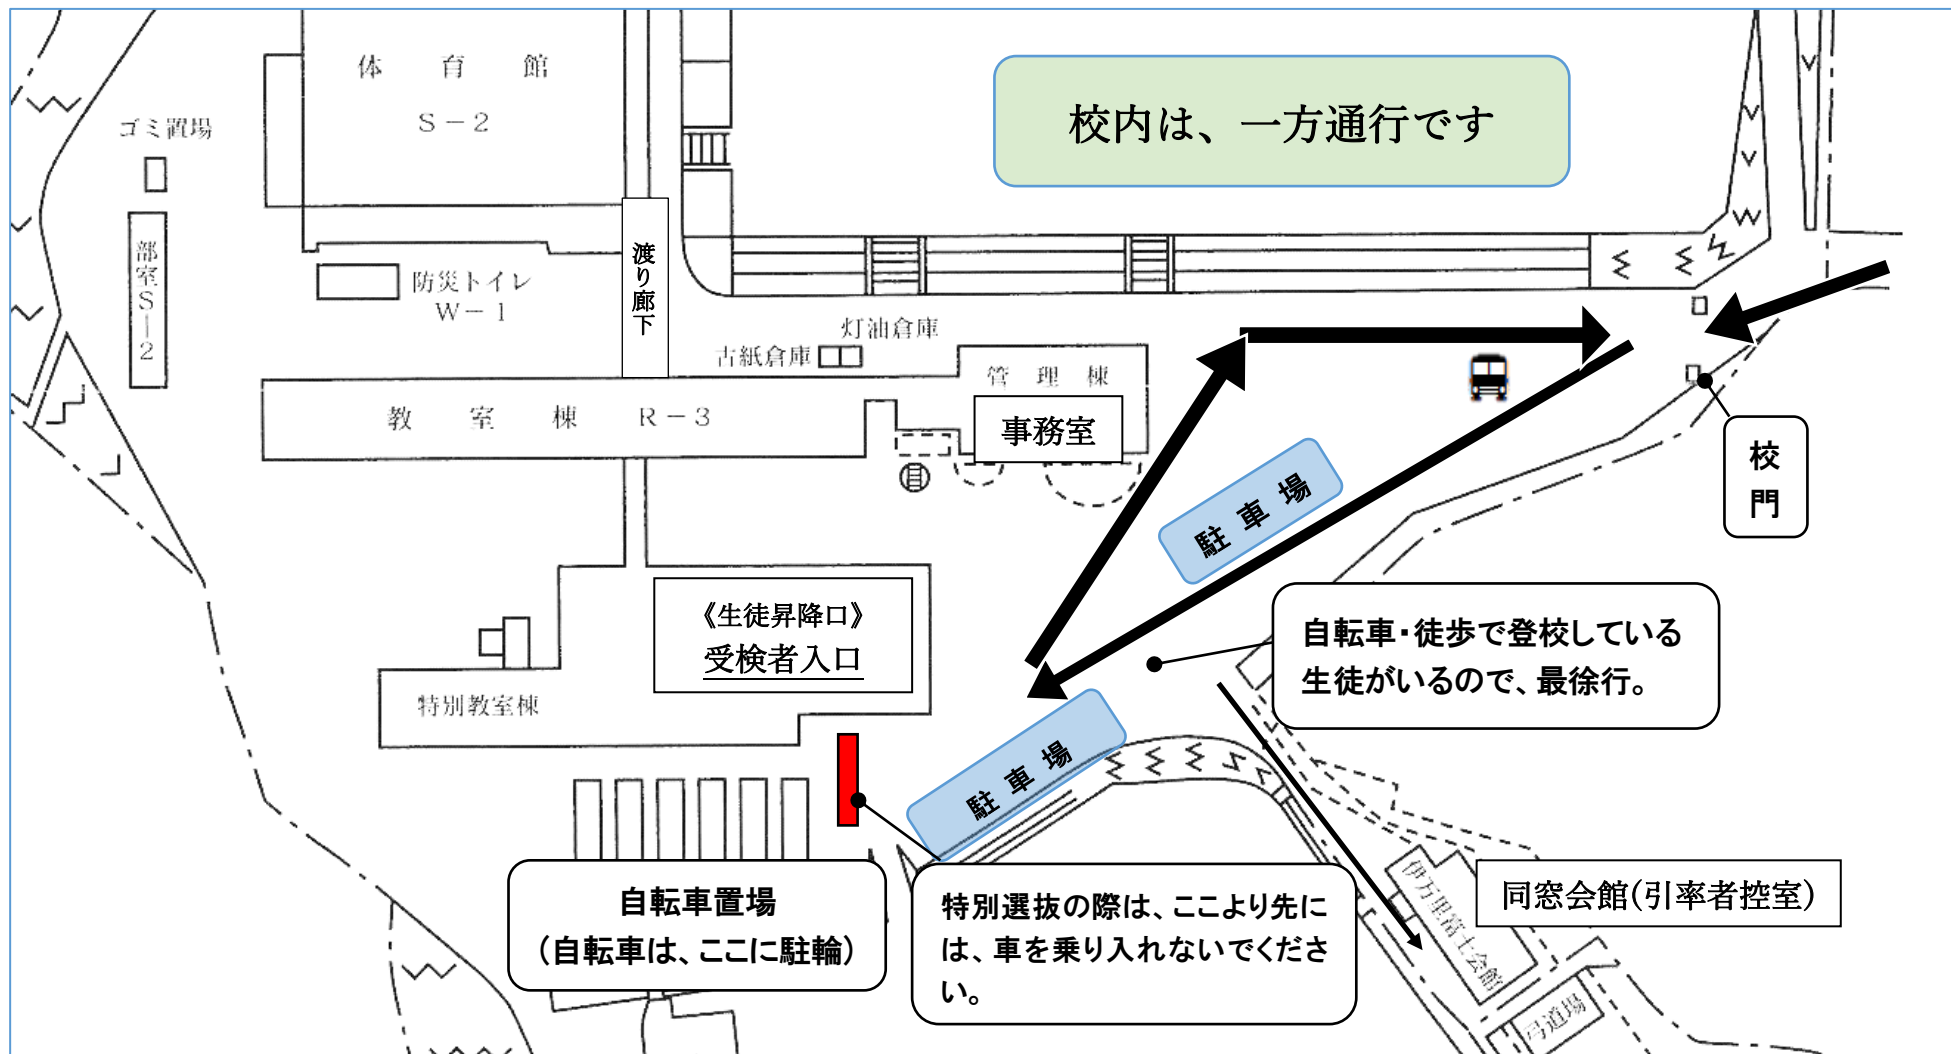 体 育 館
S－2
校内は、一方通行です
ゴミ置場
部室S－2
渡り廊下
防災トイレ
W－1
灯油倉庫
古紙倉庫
管 理 棟
教 室 棟 R－3
事務室
校門
駐 車 場
《生徒昇降口》
受検者入口
自転車・徒歩で登校している
生徒がいるので、最徐行。
特別教室棟
駐 車 場
自転車置場
（自転車は、ここに駐輪）
特別選抜の際は、ここより先に
は、車を乗り入れないでくださ
い。
同窓会館(引率者控室)
伊万里富士会館
弓道場